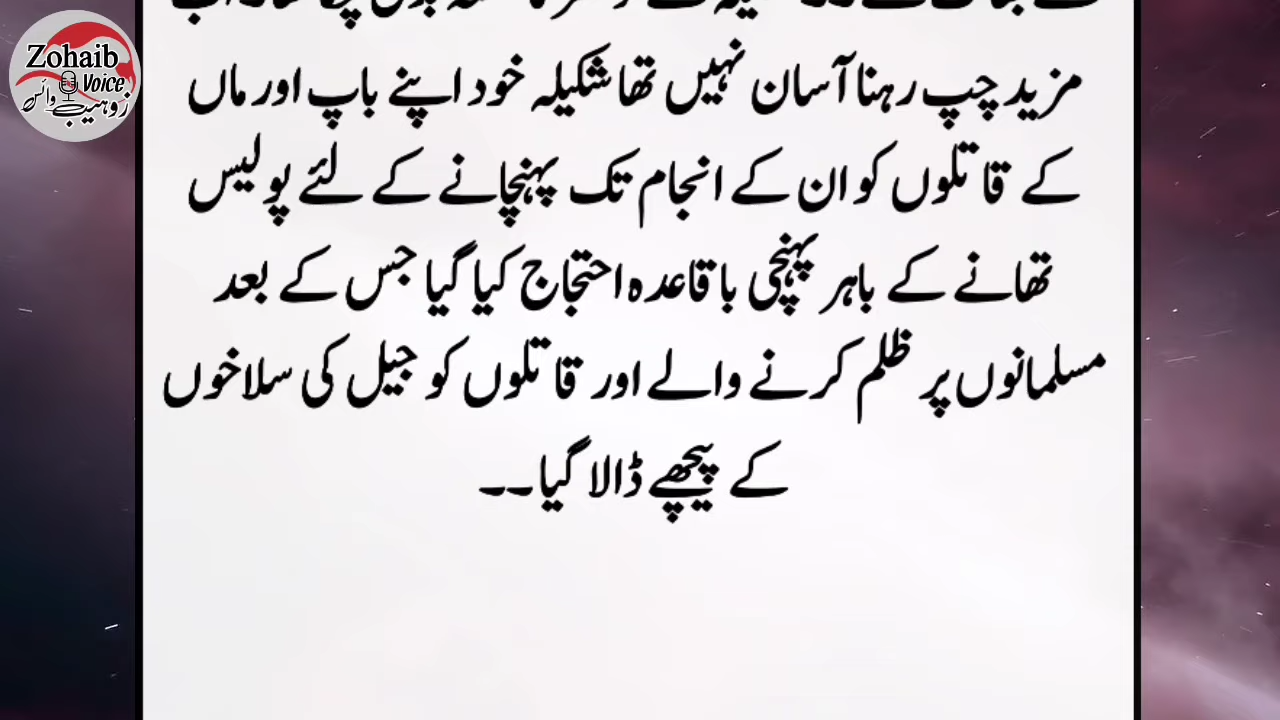 Zohaib
Voice
زوہیب وائس
مزید چپ رہنا آسان نہیں تھا شکیلہ خود اپنے باپ اور ماں
کے قاتلوں کو ان کے انجام تک پہنچانے کے لئے پولیس
تھانے کے باہر پہنچی باقاعدہ احتجاج کیا گیا جس کے بعد
مسلمانوں پر ظلم کرنے والے اور قاتلوں کو جیل کی سلاخوں
کے پیچھے ڈالا گیا۔۔